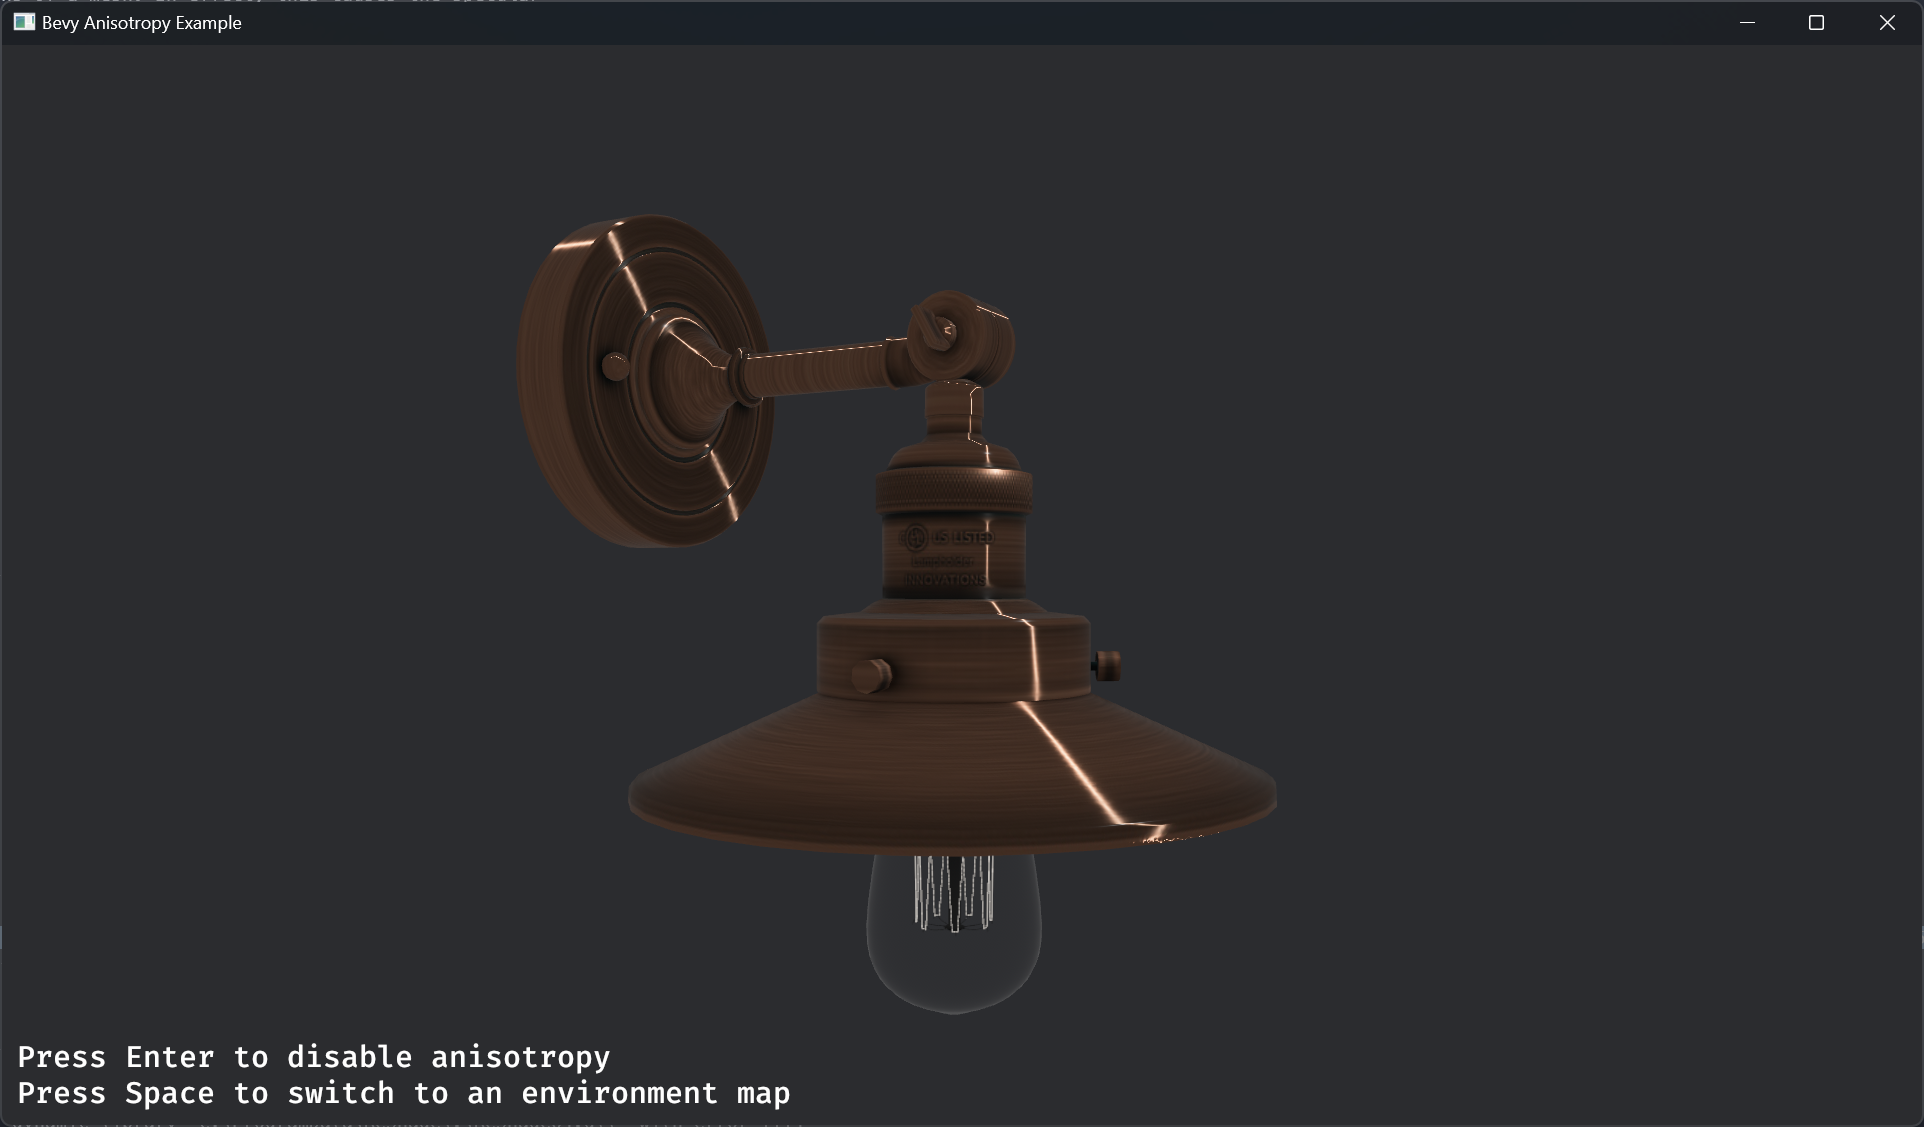 Bevy Anisotropy Example
US LISTED
INNOVATIONS
Press Enter to disable anisotropy
Press Space to switch to an environment map